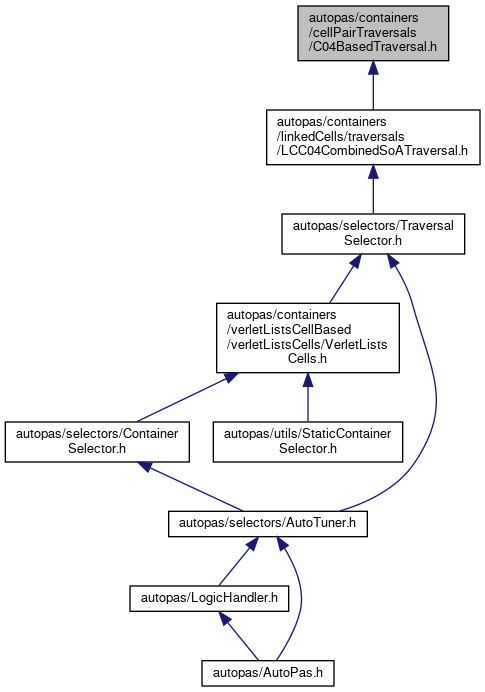 autopas/containers
/cellPairTraversals
/C04BasedTraversal.h
autopas/containers
/linkedCells/traversals
/LCC04CombinedSoATraversal.h
autopas/selectors/Traversal
Selector.h
autopas/containers
/verletListsCellBased
/verletListsCells/VerletLists
Cells.h
autopas/selectors/Container
Selector.h
autopas/utils/StaticContainer
Selector.h
autopas/selectors/AutoTuner.h
autopas/LogicHandler.h
autopas/AutoPas.h